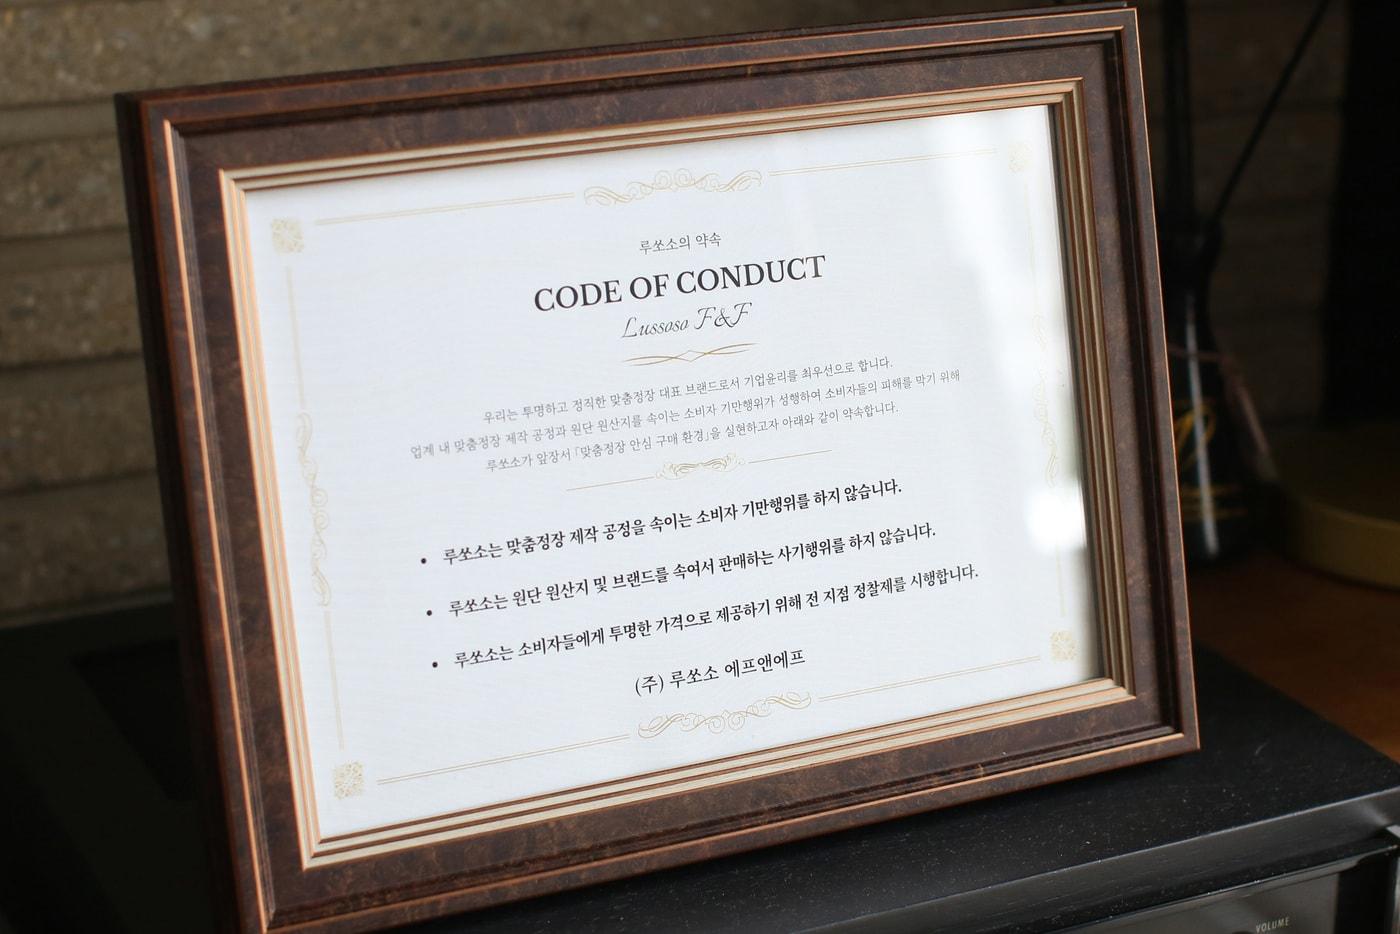 루쏘소의 약속
CODE OF CONDUCT
Lussoso F&F
우리는 투명하고 정직한 맞춤정장 대표 브랜드로서 기업윤리를 최우선으로 합니다.
업계 내 맞춤정장 제작 공정과 원단 원산지를 속이는 소비자 기만행위가 성행하여 소비자들의 피해를 막기 위해
루쏘소가 앞장서 「맞춤정장 안심 구매 환경」을 실현하고자 아래와 같이 약속합니다.
• 루쏘소는 맞춤정장 제작 공정을 속이는 소비자 기만행위를 하지 않습니다.
• 루쏘소는 원단 원산지 및 브랜드를 속여서 판매하는 사기행위를 하지 않습니다.
• 루쏘소는 소비자들에게 투명한 가격으로 제공하기 위해 전 지점 정찰제를 시행합니다.
(주) 루쏘소 에프앤에프
VOLUME